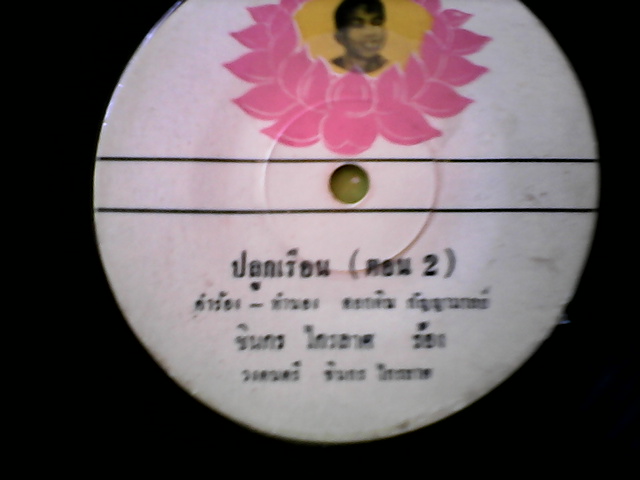 ปลูกเรือน (ตอน 2)
คำร้อง - ทำนอง ดอกดิน กัญญามาลย์
ชินกร ไกรลาศ ร้อง
วงดนตรี ชินกร ไกรลาศ